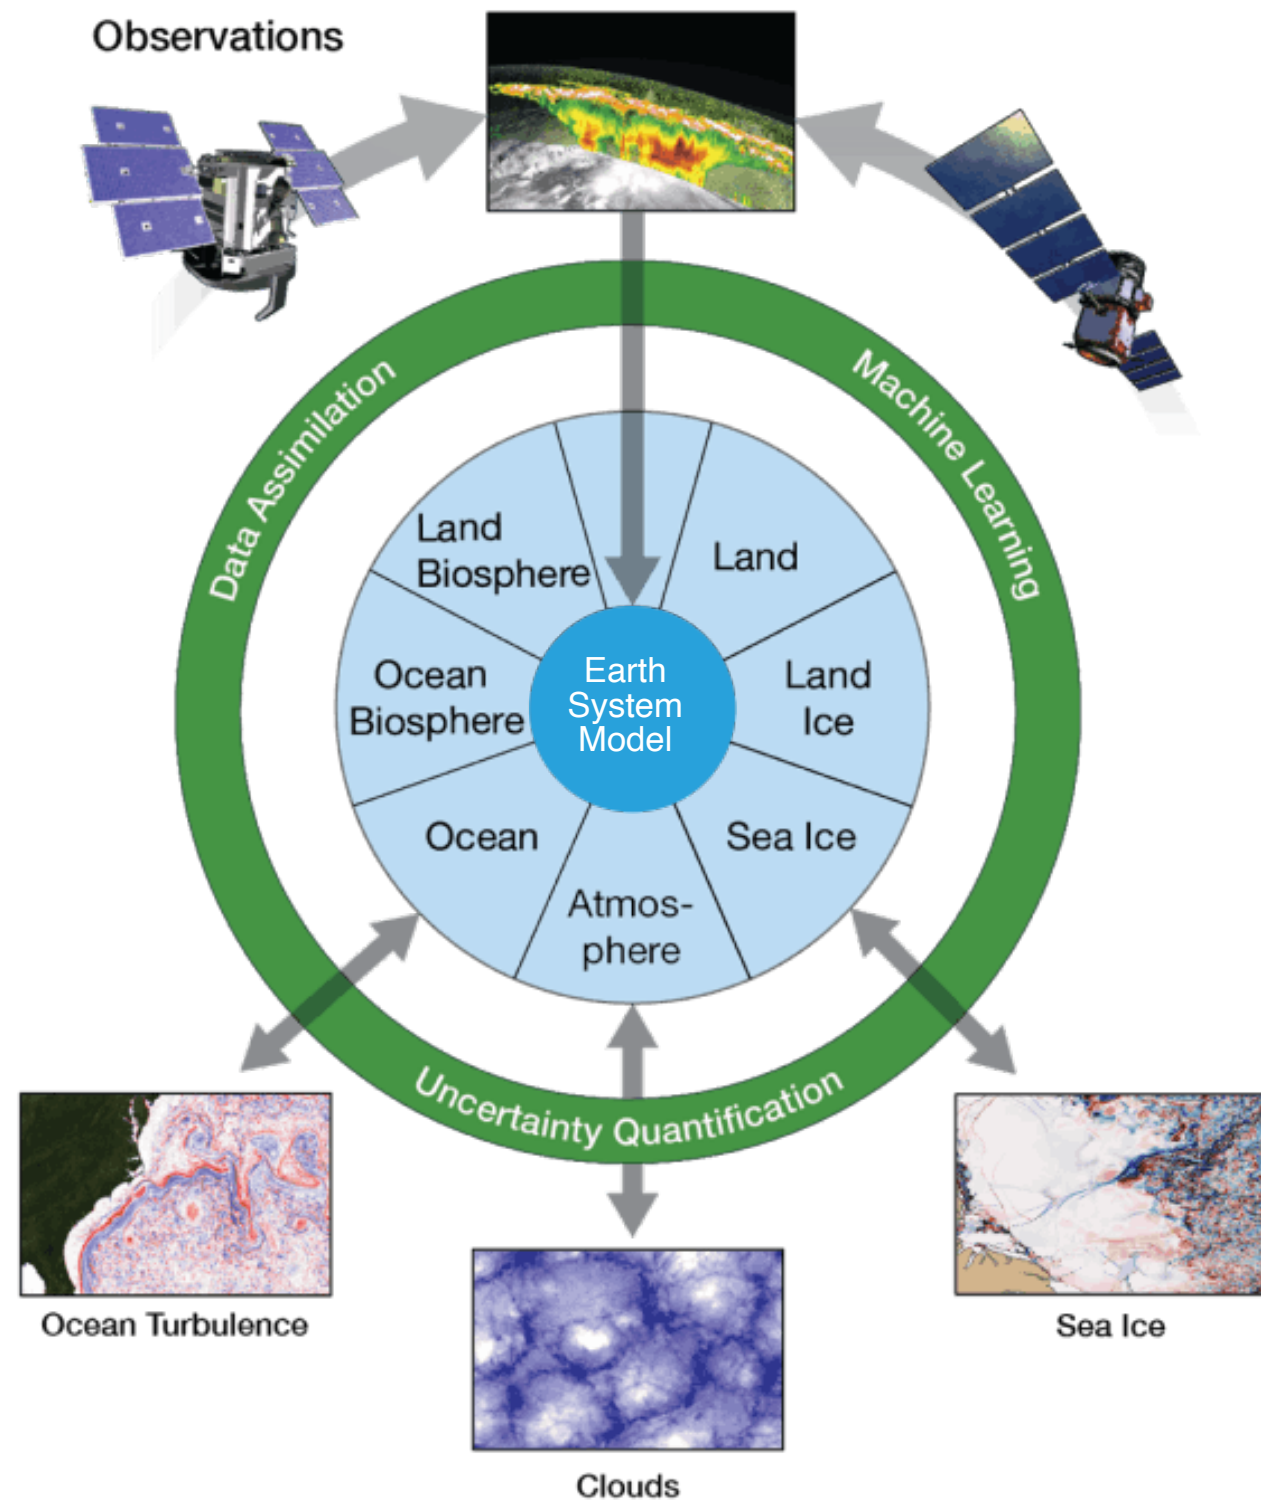 Observations
Data Assimilation
Machine Learning
Land
Biosphere
Land
Ocean
Biosphere
Earth
System
Model
Land
Ice
Ocean
Sea Ice
Atmos-
phere
Uncertainty Quantification
Ocean Turbulence
Sea Ice
Clouds